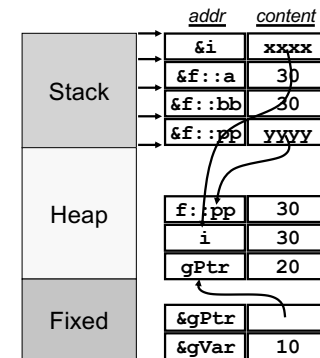 addr content
&i xxxx
&f::a 30
Stack
&f::bb 30
&f::pp yyyy
f::pp 30
Heap
i 30
gPtr 20
Fixed
&gPtr
&gVar 10